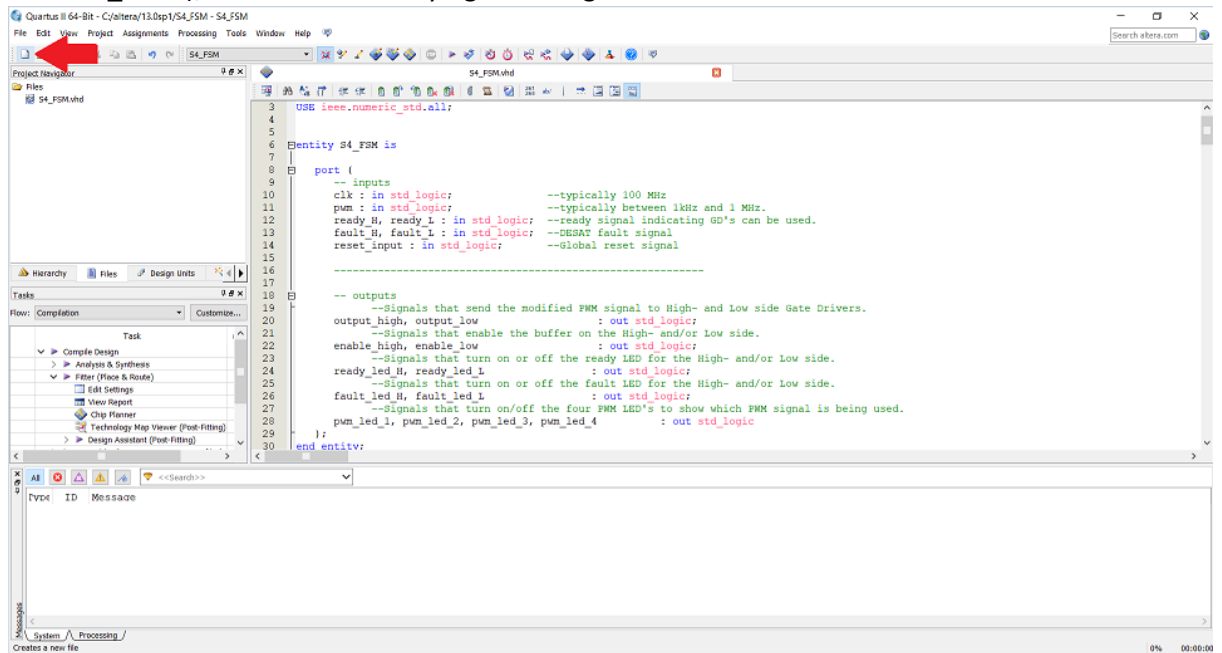 Quartus II 64-Bit - C:/altera/13.0sp1/S4_FSM - S4_FSM
File Edit View Project Assignments Processing Tools Window Help
Search altera.com
S4_FSM
Project Navigator
S4_FSM.vhd
Files
S4_FSM.vhd
3 USE ieee.numeric_std.all;
4
5
6 entity S4_FSM is
7
8 port (
9 -- inputs
10 clk : in std_logic; --typically 100 MHz
11 pwm : in std_logic; --typically between 1kHz and 1 MHz.
12 ready_H, ready_L : in std_logic; --ready signal indicating GD's can be used.
13 fault_H, fault_L : in std_logic; --DESAT fault signal
14 reset_input : in std_logic; --Global reset signal
15
16 ----------------------------------------------------------
17
18 -- outputs
19 --Signals that send the modified PWM signal to High- and Low side Gate Drivers.
20 output_high, output_low : out std_logic;
21 --Signals that enable the buffer on the High- and/or Low side.
22 enable_high, enable_low : out std_logic;
23 --Signals that turn on or off the ready LED for the High- and/or Low side.
24 ready_led_H, ready_led_L : out std_logic;
25 --Signals that turn on or off the fault LED for the High- and/or Low side.
26 fault_led_H, fault_led_L : out std_logic;
27 --Signals that turn on/off the four PWM LED's to show which PWM signal is being used.
28 pwm_led_1, pwm_led_2, pwm_led_3, pwm_led_4 : out std_logic
29 );
30 end entity;
Hierarchy Files Design Units
Tasks
Flow: Compilation Customize...
Task
Compile Design
Analysis & Synthesis
Fitter (Place & Route)
Edit Settings
View Report
Chip Planner
Technology Map Viewer (Post-Fitting)
Design Assistant (Post-Fitting)
All <<Search>>
Type ID Message
Messages
System Processing
Creates a new file
0% 00:00:00